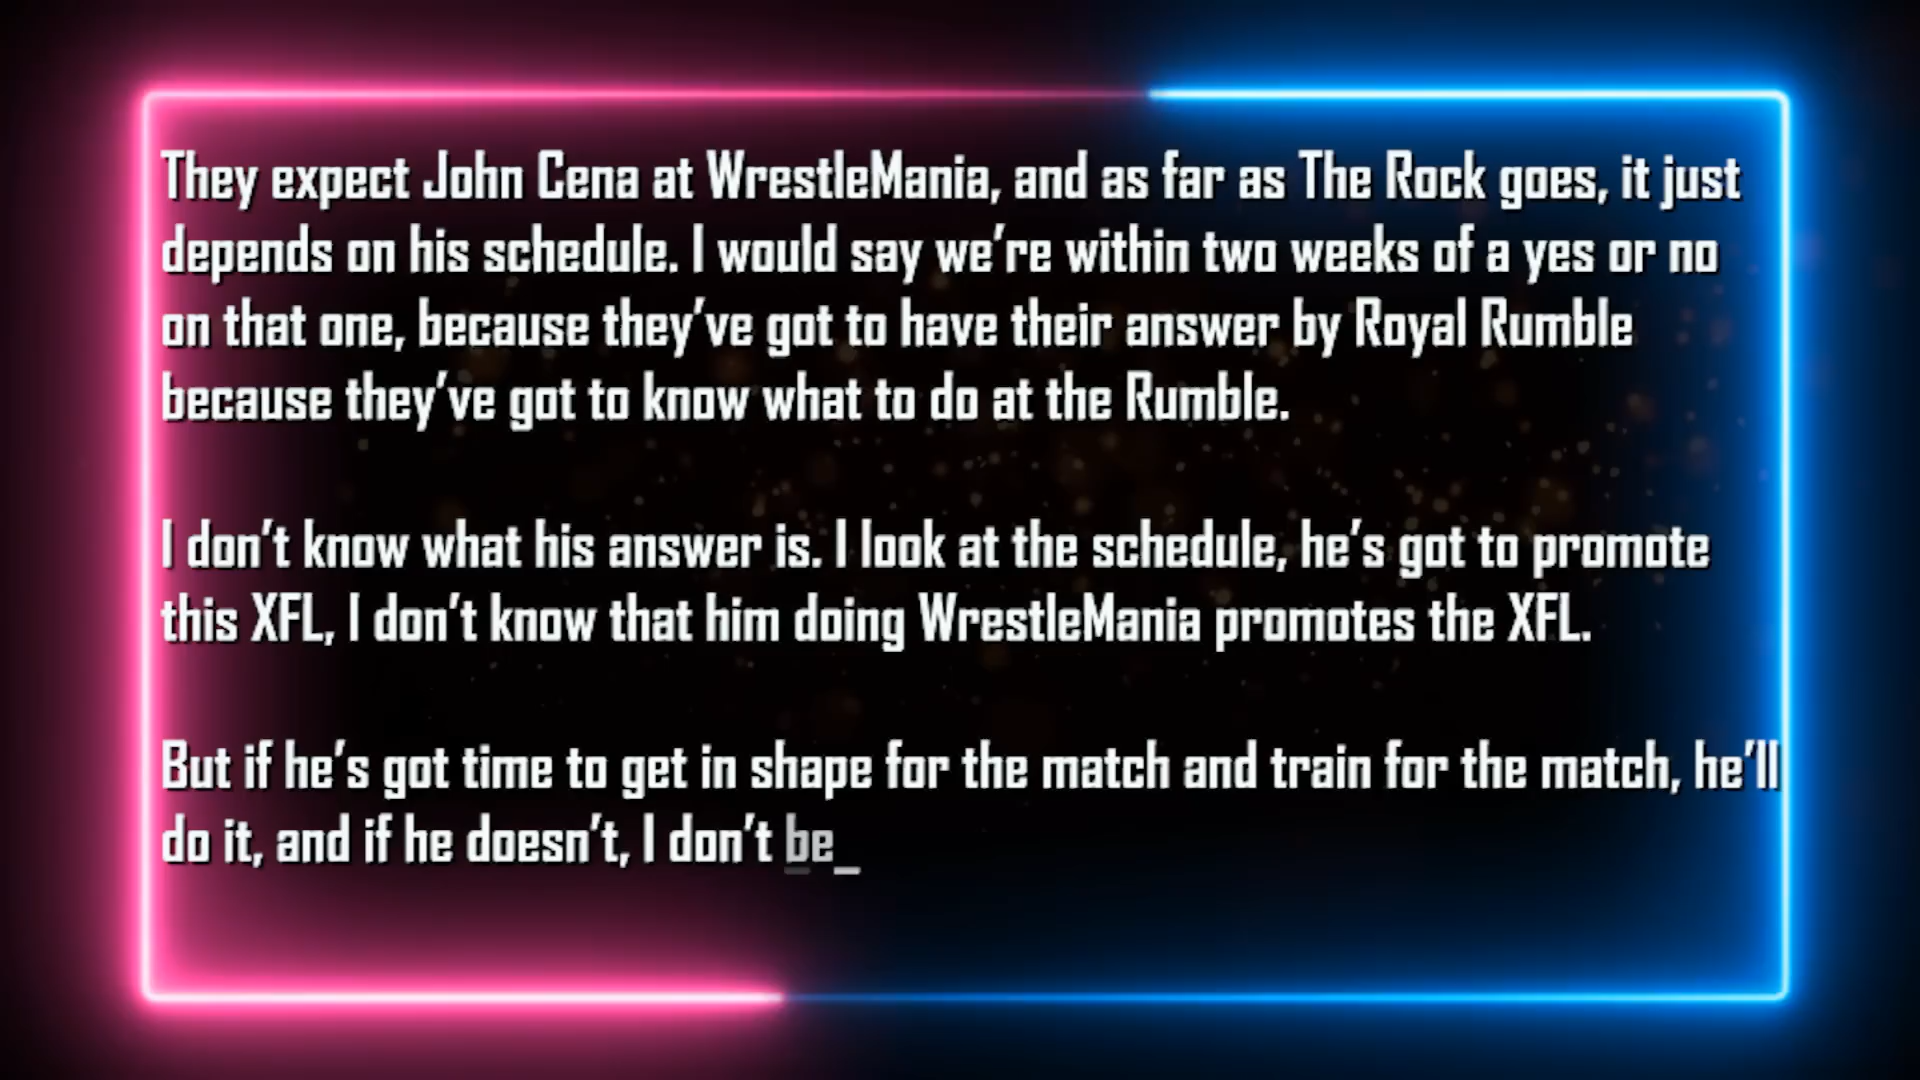 They expect John Cena at WrestleMania, and as far as The Rock goes, it just
depends on his schedule. I would say we’re within two weeks of a yes or no
on that one, because they’ve got to have their answer by Royal Rumble
because they’ve got to know what to do at the Rumble.
I don’t know what his answer is. I look at the schedule, he’s got to promote
this XFL, I don’t know that him doing WrestleMania promotes the XFL.
But if he’s got time to get in shape for the match and train for the match, he’ll
do it, and if he doesn’t, I don’t be_